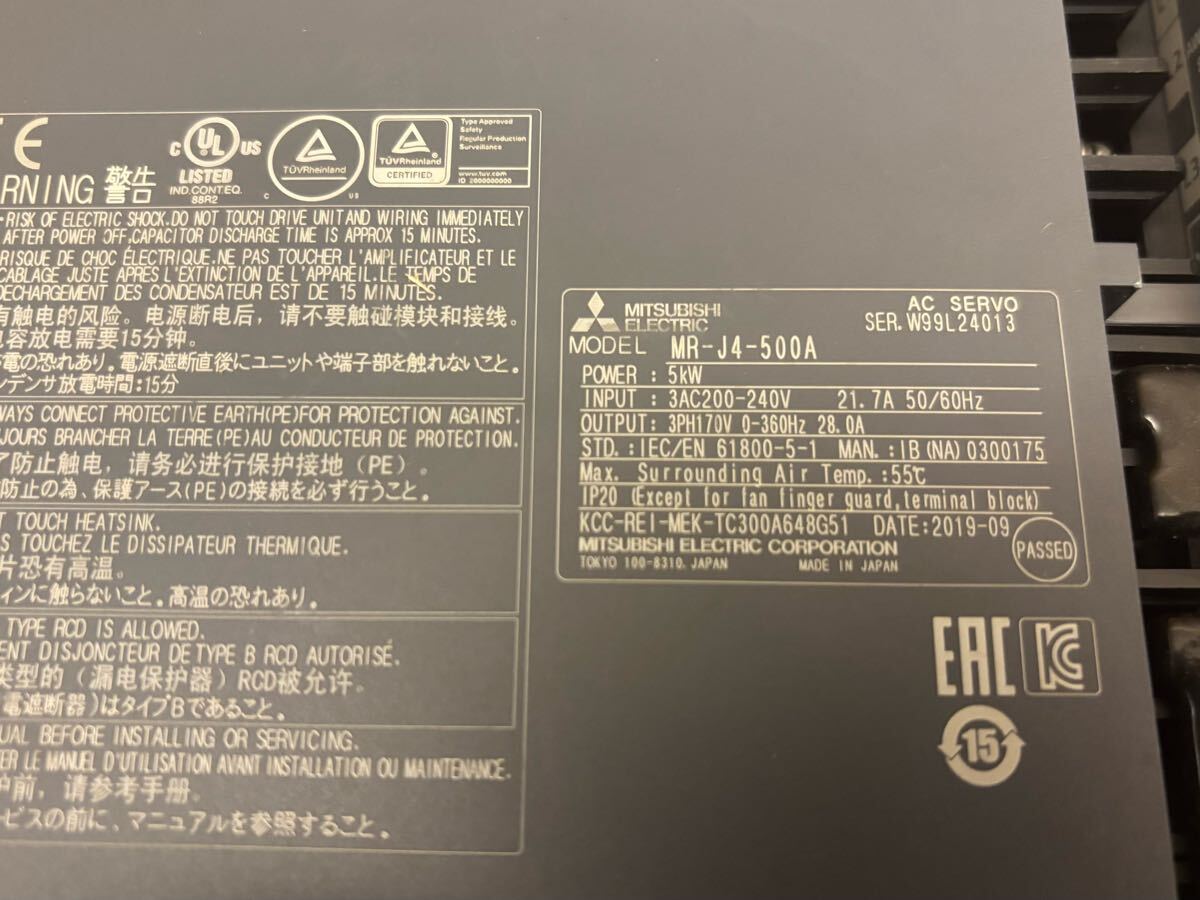 CE
c UL US
LISTED
IND.CONT.EQ.
88R2
TÜVRheinland
C US
TÜVRheinland
CERTIFIED
Type Approved
Safety
Regular Production
Surveillance
www.tuv.com
ID 2000000000
RNING 警告
・RISK OF ELECTRIC SHOCK.DO NOT TOUCH DRIVE UNIT AND WIRING IMMEDIATELY
AFTER POWER OFF.CAPACITOR DISCHARGE TIME IS APPROX 15 MINUTES.
RISQUE DE CHOC ÉLECTRIQUE.NE PAS TOUCHER L'AMPLIFICATEUR ET LE
CABLAGE JUSTE APRÈS L'EXTINCTION DE L'APPAREIL.LE TEMPS DE
DECHARGEMENT DES CONDENSATEUR EST DE 15 MINUTES.
有触电的风险。电源断电后，请不要触碰模块和接线。
容放电需要15分钟。
電の恐れあり。電源遮断直後にユニットや端子部を触れないこと。
ンデンサ放電時間:15分
WAYS CONNECT PROTECTIVE EARTH(PE)FOR PROTECTION AGAINST.
JOURS BRANCHER LA TERRE(PE)AU CONDUCTEUR DE PROTECTION.
了防止触电，请务必进行保护接地（PE）。
防止の為、保護アース(PE)の接続を必ず行うこと。
T TOUCH HEATSINK.
S TOUCHEZ LE DISSIPATEUR THERMIQUE.
片恐有高温。
ィンに触らないこと。高温の恐れあり。
TYPE RCD IS ALLOWED.
ENT DISJONCTEUR DE TYPE B RCD AUTORISÉ.
类型的（漏电保护器）RCD被允许。
電遮断器)はタイプBであること。
UAL BEFORE INSTALLING OR SERVICING.
ER LE MANUEL D'UTILISATION AVANT INSTALLATION OU MAINTENANCE.
护前，请参考手册。
ービスの前に、マニュアルを参照すること。
MITSUBISHI ELECTRIC
AC SERVO
SER.W99L24013
MODEL MR-J4-500A
POWER : 5kW
INPUT : 3AC200-240V 21.7A 50/60Hz
OUTPUT: 3PH170V 0-360Hz 28.0A
STD. : IEC/EN 61800-5-1 MAN. : IB(NA)0300175
Max. Surrounding Air Temp. :55℃
IP20 (Except for fan finger guard,terminal block)
KCC-REI-MEK-TC300A648G51 DATE:2019-09
MITSUBISHI ELECTRIC CORPORATION
TOKYO 100-8310, JAPAN MADE IN JAPAN
PASSED
EAC
KC
15